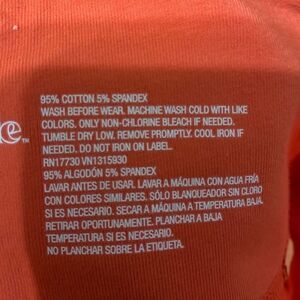 95% COTTON 5% SPANDEX
WASH BEFORE WEAR. MACHINE WASH COLD WITH LIKE
COLORS. ONLY NON-CHLORINE BLEACH IF NEEDED.
TUMBLE DRY LOW. REMOVE PROMPTLY. COOL IRON IF
NEEDED. DO NOT IRON ON LABEL.
RN17730 VN1315930
95% ALGODÓN 5% SPANDEX
LAVAR ANTES DE USAR. LAVAR A MÁQUINA CON AGUA FRÍA
CON COLORES SIMILARES. SÓLO BLANQUEADOR SIN CLORO
SI ES NECESARIO. SECAR A MÁQUINA A TEMPERATURA BAJA.
RETIRAR OPORTUNAMENTE. PLANCHAR A BAJA
TEMPERATURA SI ES NECESARIO.
NO PLANCHAR SOBRE LA ETIQUETA.